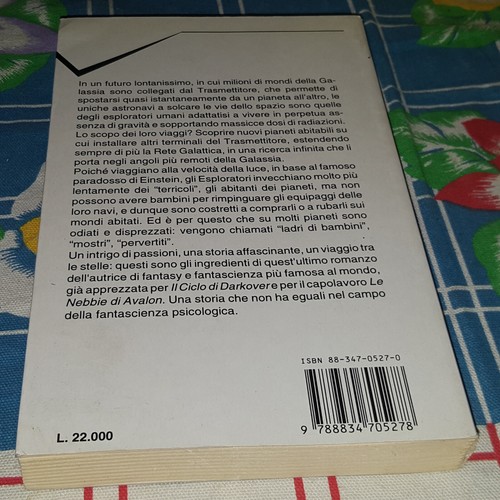 In un futuro lontanissimo, in cui milioni di mondi della Ga-
lassia sono collegati dal Trasmettitore, che permette di
spostarsi quasi istantaneamente da un pianeta all'altro, le
uniche astronavi a solcare le vie dello spazio sono quelle
degli esploratori umani adattatisi a vivere in perpetua as-
senza di gravità e sopportando massicce dosi di radiazioni.
Lo scopo dei loro viaggi? Scoprire nuovi pianeti abitabili su
cui installare altri terminali del Trasmettitore, estendendo
sempre di più la Rete Galattica, in una ricerca infinita che li
porta negli angoli più remoti della Galassia.
Poiché viaggiano alla velocità della luce, in base al famoso
paradosso di Einstein, gli Esploratori invecchiano molto più
lentamente dei "terricoli", gli abitanti dei pianeti, ma non
possono avere bambini per rimpinguare gli equipaggi delle
loro navi, e dunque sono costretti a comprarli o a rubarli sui
mondi abitati. Ed è per questo che su molti pianeti sono
odiati e disprezzati: vengono chiamati "ladri di bambini",
"mostri", "pervertiti".
Un intrigo di passioni, una storia affascinante, un viaggio tra
le stelle: questi sono gli ingredienti di quest'ultimo romanzo
dell'autrice di fantasy e fantascienza più famosa al mondo,
già apprezzata per Il Ciclo di Darkover e per il capolavoro Le
Nebbie di Avalon. Una storia che non ha eguali nel campo
della fantascienza psicologica.
ISBN 88-347-0527-0
9 788834 705278
L. 22.000